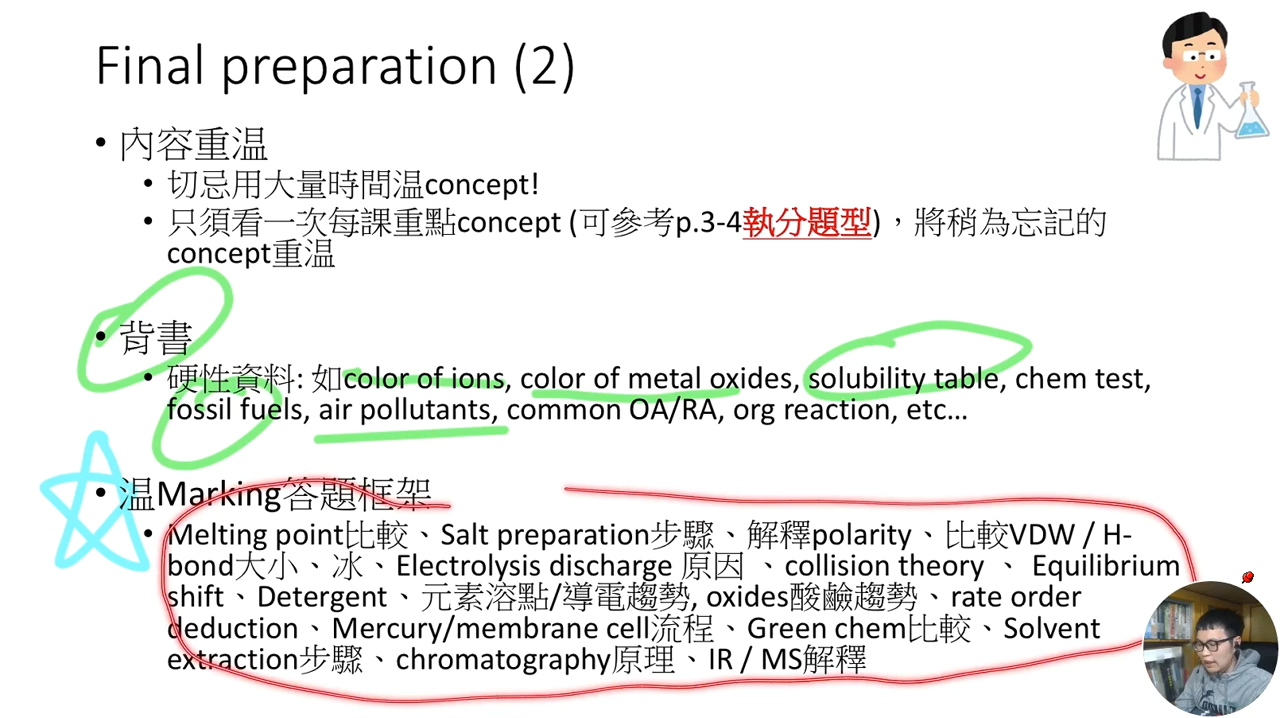 Final preparation (2)
• 內容重温
• 切忌用大量時間温concept!
• 只須看一次每課重點concept (可參考p.3-4執分題型)，將稍為忘記的
concept重温
• 背書
• 硬性資料: 如color of ions, color of metal oxides, solubility table, chem test,
fossil fuels, air pollutants, common OA/RA, org reaction, etc…
• 温Marking答題框架
• Melting point比較、Salt preparation步驟、解釋polarity、比較VDW / H-
bond大小、冰、Electrolysis discharge 原因 、collision theory 、 Equilibrium
shift、Detergent、元素溶點/導電趨勢, oxides酸鹼趨勢、rate order
deduction、Mercury/membrane cell流程、Green chem比較、Solvent
extraction步驟、chromatography原理、IR / MS解釋